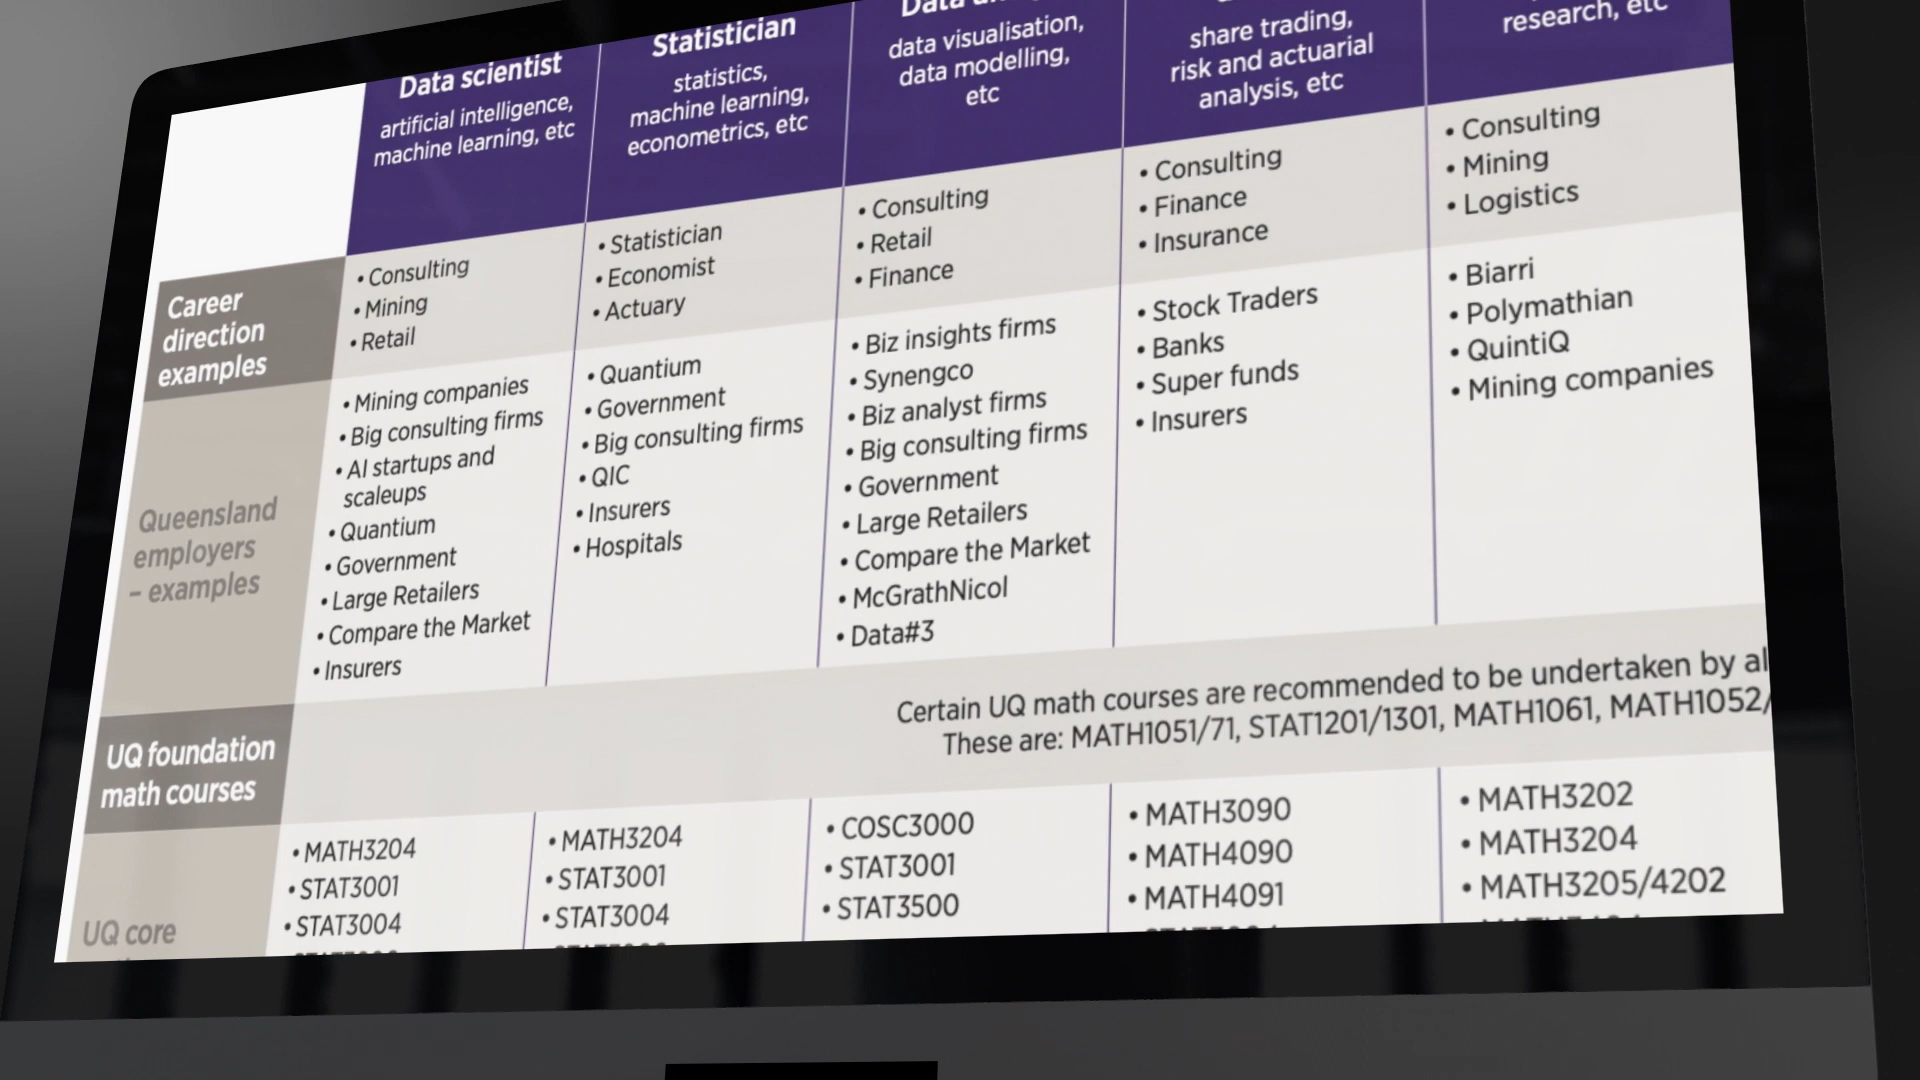 Data scientist
artificial intelligence,
machine learning, etc
Statistician
statistics,
machine learning,
econometrics, etc
Data
data visualisation,
data modelling,
etc
share trading,
risk and actuarial
analysis, etc
research, etc
Career
direction
examples
• Consulting
• Mining
• Retail
• Statistician
• Economist
• Actuary
• Consulting
• Retail
• Finance
• Consulting
• Finance
• Insurance
• Consulting
• Mining
• Logistics
Queensland
employers
– examples
• Mining companies
• Big consulting firms
• AI startups and
scaleups
• Quantium
• Government
• Large Retailers
• Compare the Market
• Insurers
• Quantium
• Government
• Big consulting firms
• QIC
• Insurers
• Hospitals
• Biz insights firms
• Synengco
• Biz analyst firms
• Big consulting firms
• Government
• Large Retailers
• Compare the Market
• McGrathNicol
• Data#3
• Stock Traders
• Banks
• Super funds
• Insurers
• Biarri
• Polymathian
• QuintiQ
• Mining companies
UQ foundation
math courses
Certain UQ math courses are recommended to be undertaken by al
These are: MATH1051/71, STAT1201/1301, MATH1061, MATH1052/
UQ core
• MATH3204
• STAT3001
• STAT3004
• MATH3204
• STAT3001
• STAT3004
• COSC3000
• STAT3001
• STAT3500
• MATH3090
• MATH4090
• MATH4091
• MATH3202
• MATH3204
• MATH3205/4202